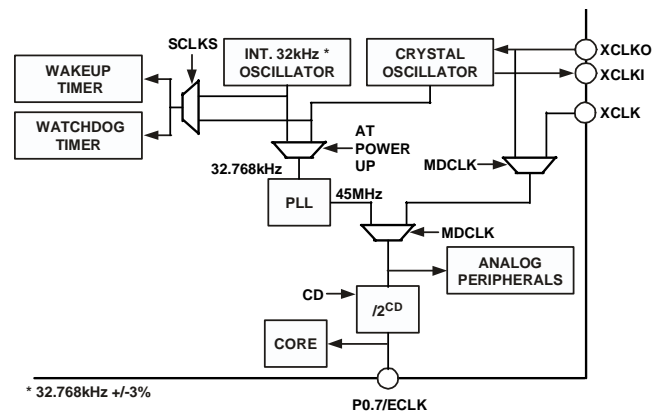 SCLKS
WAKEUP
TIMER
WATCHDOG
TIMER
INT. 32kHz *
OSCILLATOR
CRYSTAL
OSCILLATOR
XCLKO
XCLKI
XCLK
AT
POWER
UP
32.768kHz
PLL
45MHz
MDCLK
MDCLK
ANALOG
PERIPHERALS
CD
/2CD
CORE
* 32.768kHz +/-3%
P0.7/ECLK